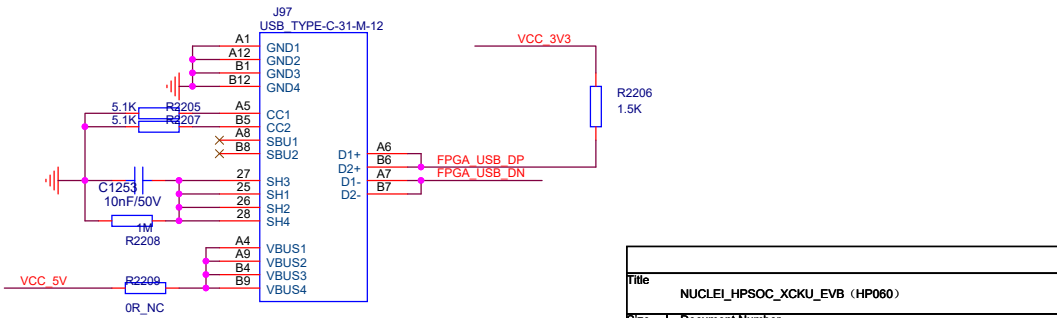 J97
USB_TYPE-C-31-M-12
A1 GND1
A12 GND2
B1 GND3
B12 GND4
5.1K R2205 A5 CC1
5.1K R2207 B5 CC2
A8 SBU1
B8 SBU2
27 SH3
25 SH1
26 SH2
28 SH4
C1253
10nF/50V
1M
R2208
A4 VBUS1
A9 VBUS2
B4 VBUS3
B9 VBUS4
VCC_5V R2209
0R_NC
D1+ A6
D2+ B6 FPGA_USB_DP
D1- A7 FPGA_USB_DN
D2- B7
VCC_3V3
R2206
1.5K
Title
NUCLEI_HPSOC_XCKU_EVB（HP060）
Size Document Number